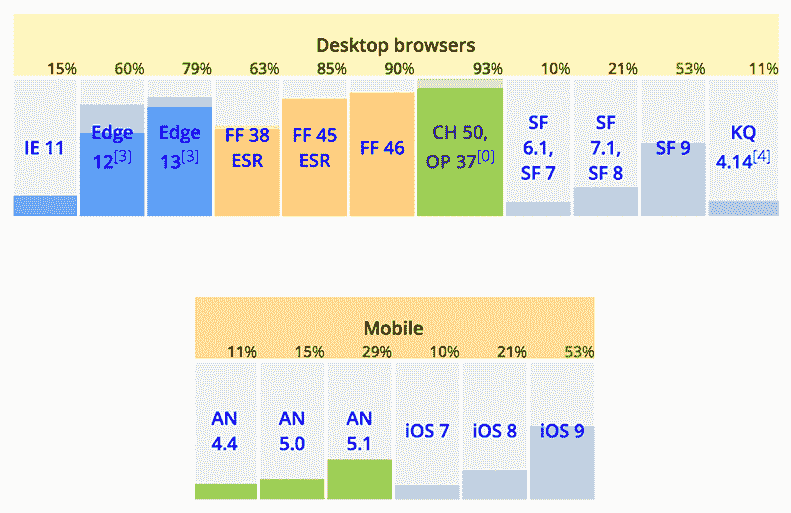 Desktop browsers
15% 60% 79% 63% 85% 90% 93% 10% 21% 53% 11%
IE 11
Edge
12[3]
Edge
13[3]
FF 38
ESR
FF 45
ESR
FF 46
CH 50,
OP 37[0]
SF
6.1,
SF 7
SF
7.1,
SF 8
SF 9
KQ
4.14[4]
Mobile
11% 15% 29% 10% 21% 53%
AN
4.4
AN
5.0
AN
5.1
iOS 7
iOS 8
iOS 9